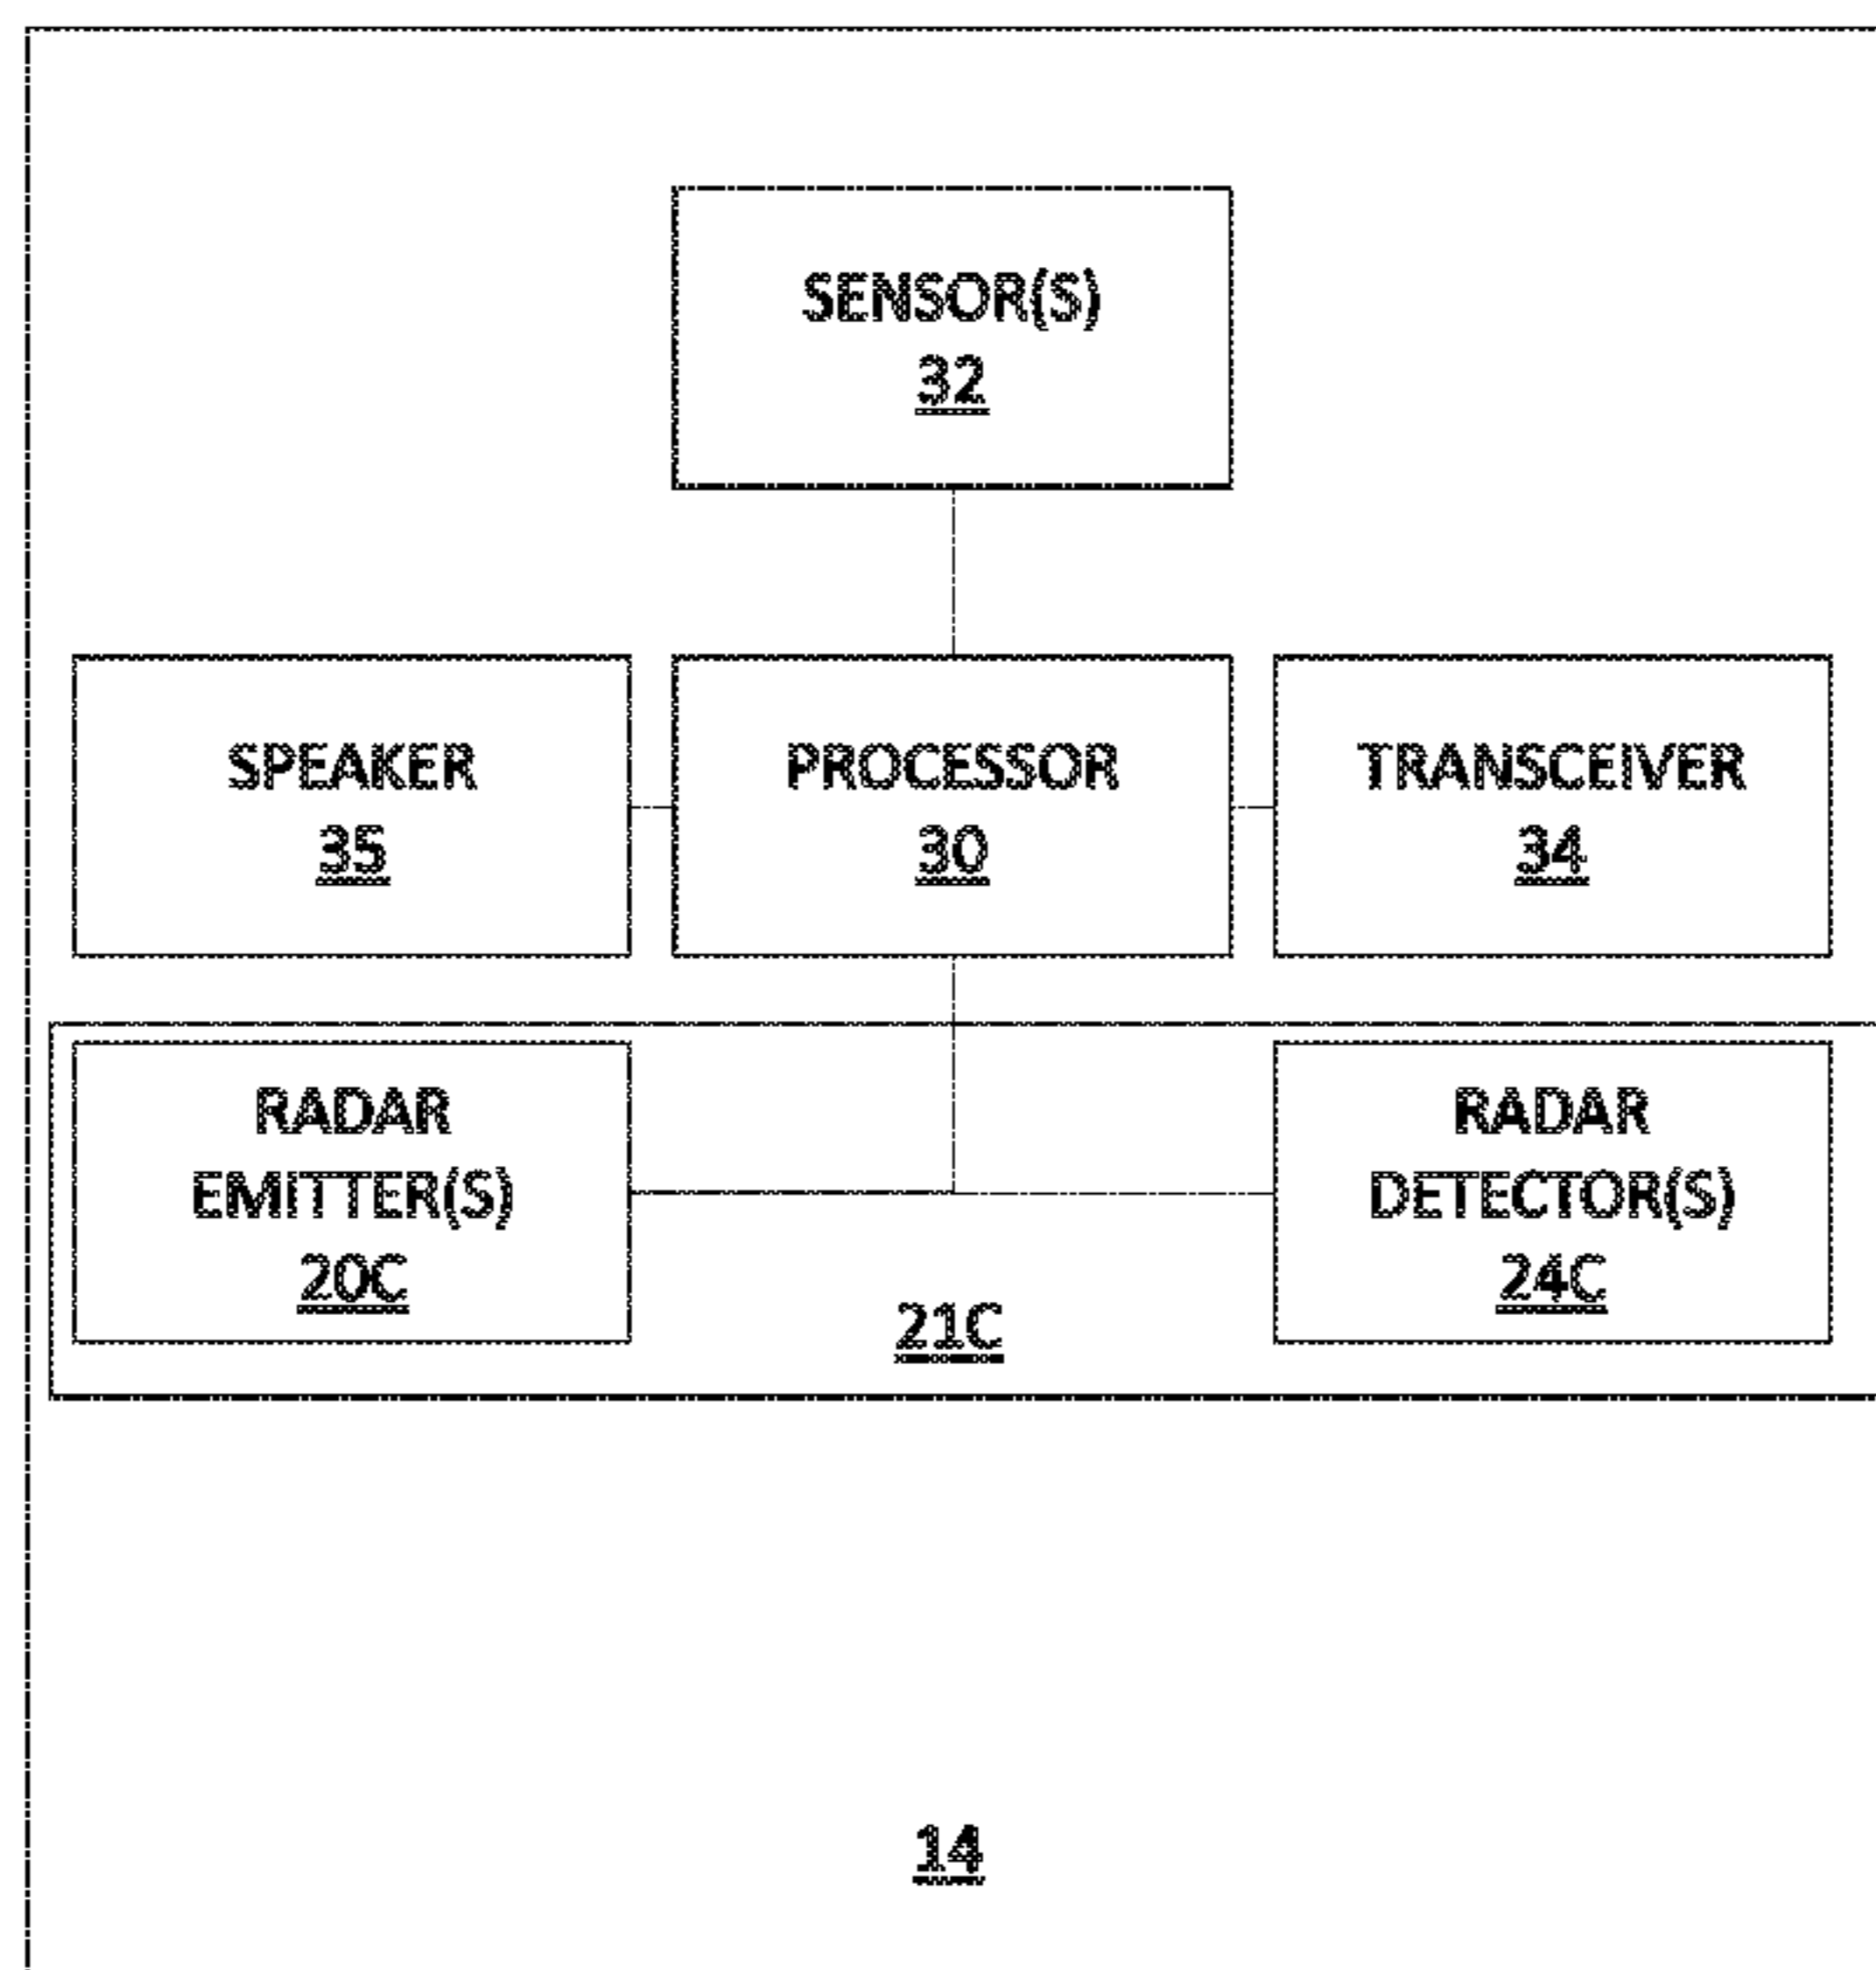 SENSOR(S)
32
SPEAKER
35
PROCESSOR
30
TRANSCEIVER
34
RADAR
EMITTER(S)
20C
RADAR
DETECTOR(S)
24C
21C
14